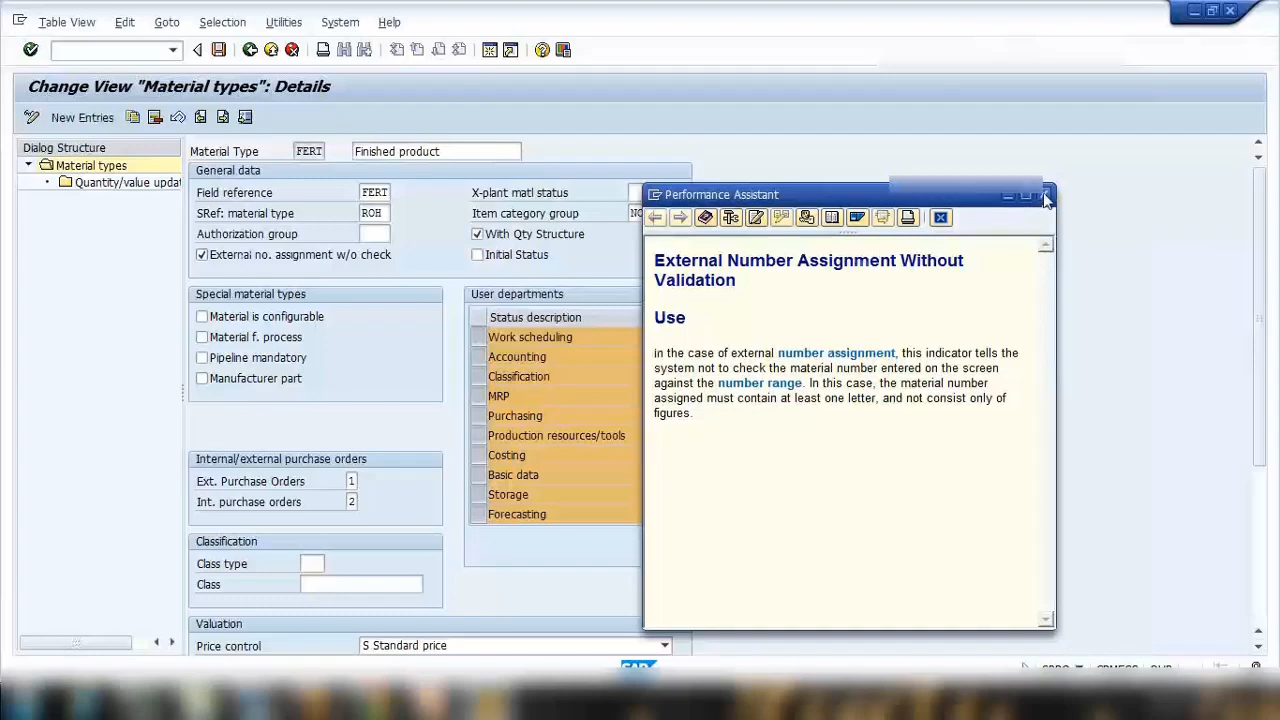 Table View Edit Goto Selection Utilities System Help
Change View "Material types": Details
New Entries
Dialog Structure
Material types
Quantity/value updat
Material Type FERT Finished product
General data
Field reference FERT X-plant matl status
SRef: material type ROH Item category group
Authorization group With Qty Structure
External no. assignment w/o check Initial Status
Special material types
Material is configurable
Material f. process
Pipeline mandatory
Manufacturer part
User departments
Status description
Work scheduling
Accounting
Classification
MRP
Purchasing
Production resources/tools
Costing
Basic data
Storage
Forecasting
Internal/external purchase orders
Ext. Purchase Orders 1
Int. purchase orders 2
Classification
Class type
Class
Valuation
Price control S Standard price
Performance Assistant
External Number Assignment Without
Validation
Use
In the case of external number assignment, this indicator tells the
system not to check the material number entered on the screen
against the number range. In this case, the material number
assigned must contain at least one letter, and not consist only of
figures.
SAP